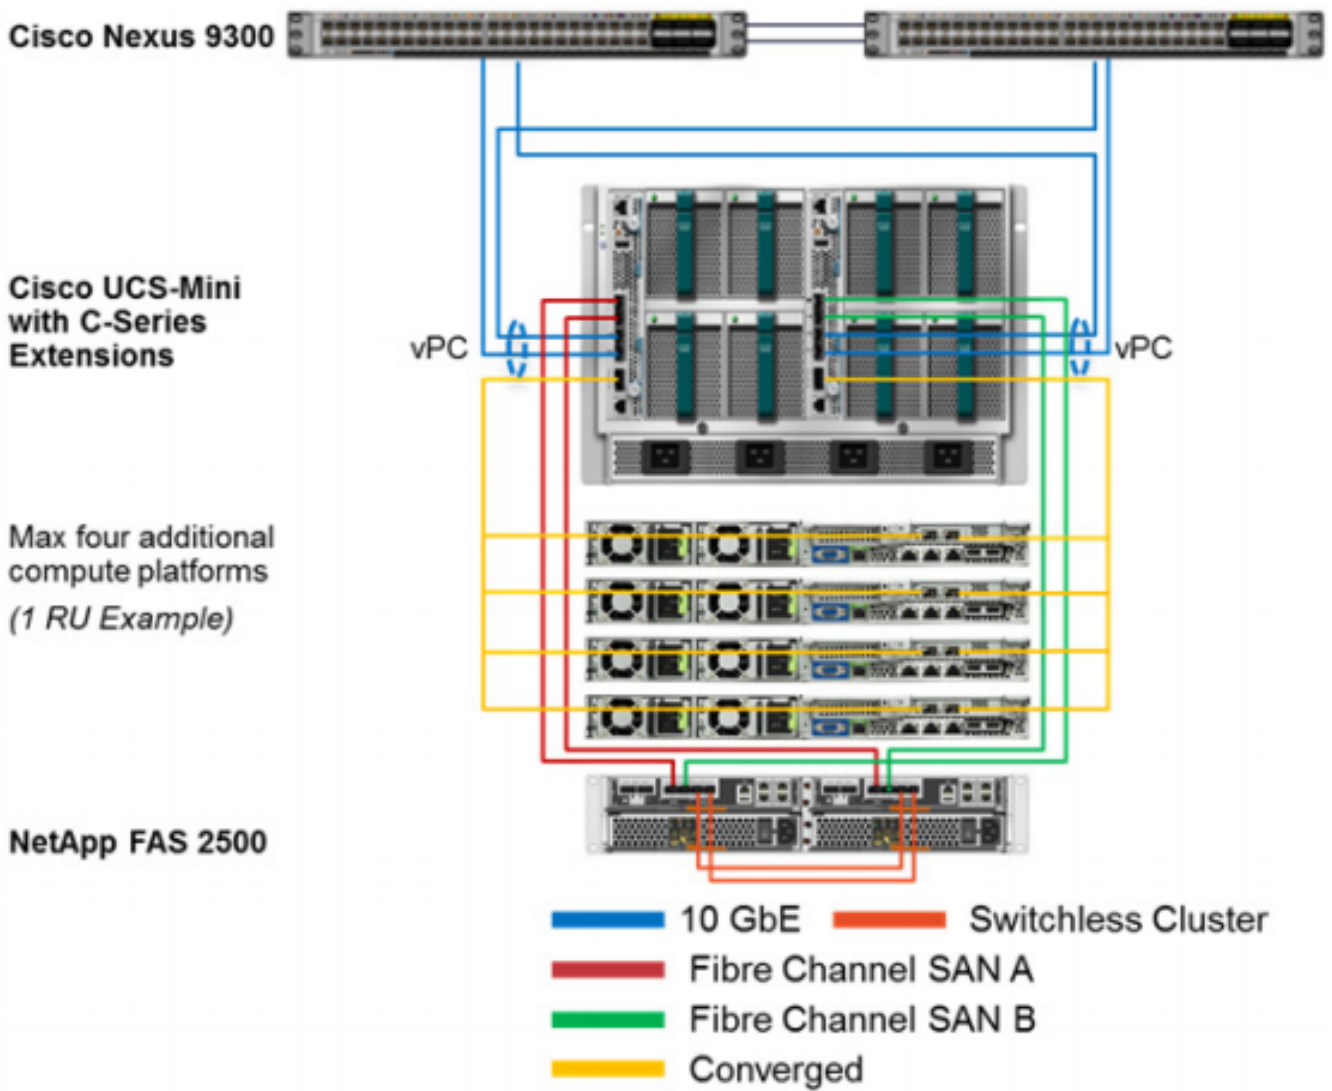 Cisco Nexus 9300
Cisco UCS-Mini
with C-Series
Extensions
vPC
vPC
Max four additional
compute platforms
(1 RU Example)
NetApp FAS 2500
10 GbE
Switchless Cluster
Fibre Channel SAN A
Fibre Channel SAN B
Converged